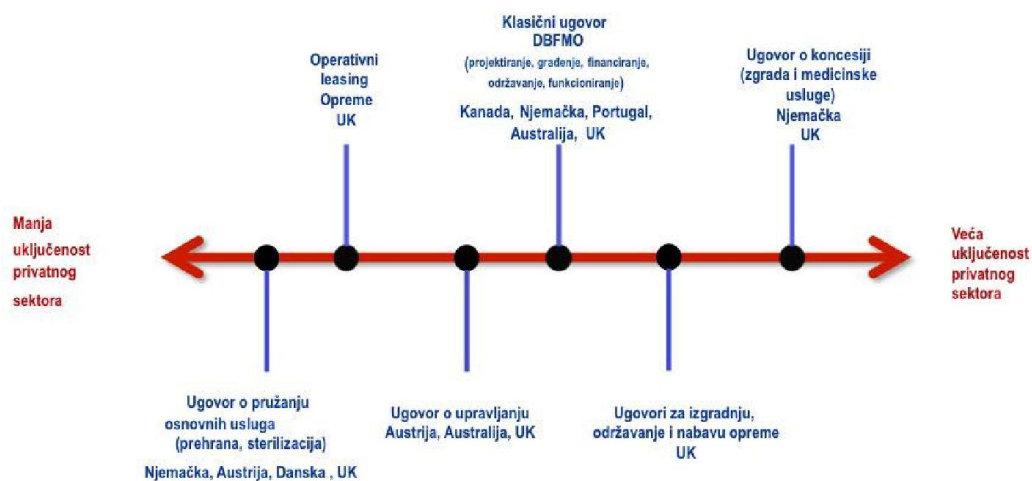 Klasični ugovor
DBFMO
(projektiranje, građenje, financiranje,
održavanje, funkcioniranje)
Kanada, Njemačka, Portugal,
Australija, UK
Operativni
leasing
Opreme
UK
Ugovor o koncesiji
(zgrada i medicinske
usluge)
Njemačka
UK
Manja
uključenost
privatnog
sektora
Veća
uključenost
privatnog
sektora
Ugovor o pružanju
osnovnih usluga
(prehrana, sterilizacija)
Njemačka, Austrija, Danska , UK
Ugovor o upravljanju
Austrija, Australija, UK
Ugovori za izgradnju,
održavanje i nabavu opreme
UK